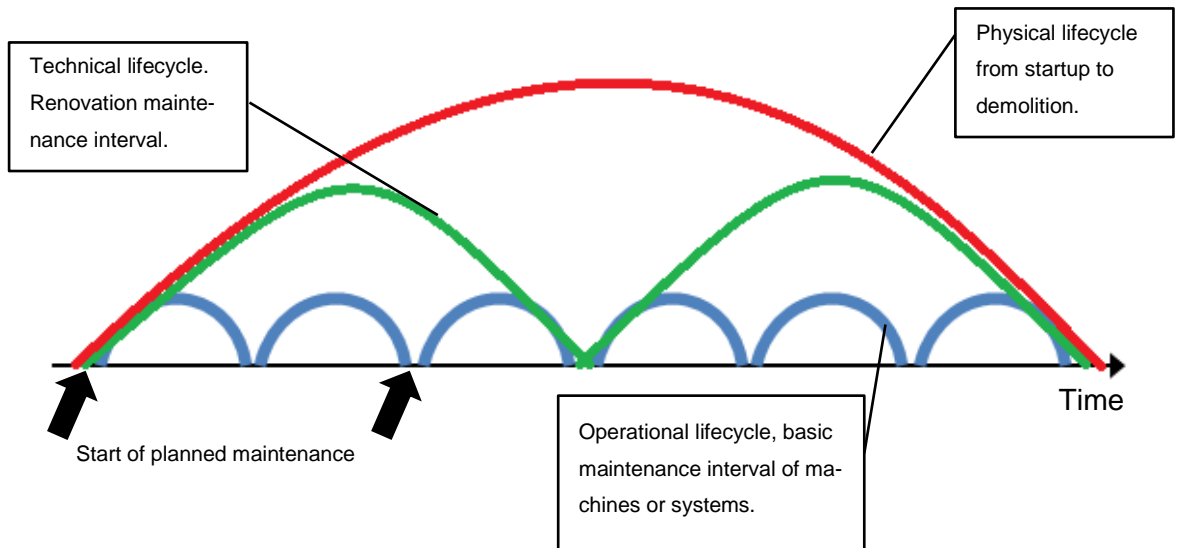 Technical lifecycle.
Renovation mainte-
nance interval.
Physical lifecycle
from startup to
demolition.
Time
Start of planned maintenance
Operational lifecycle, basic
maintenance interval of ma-
chines or systems.